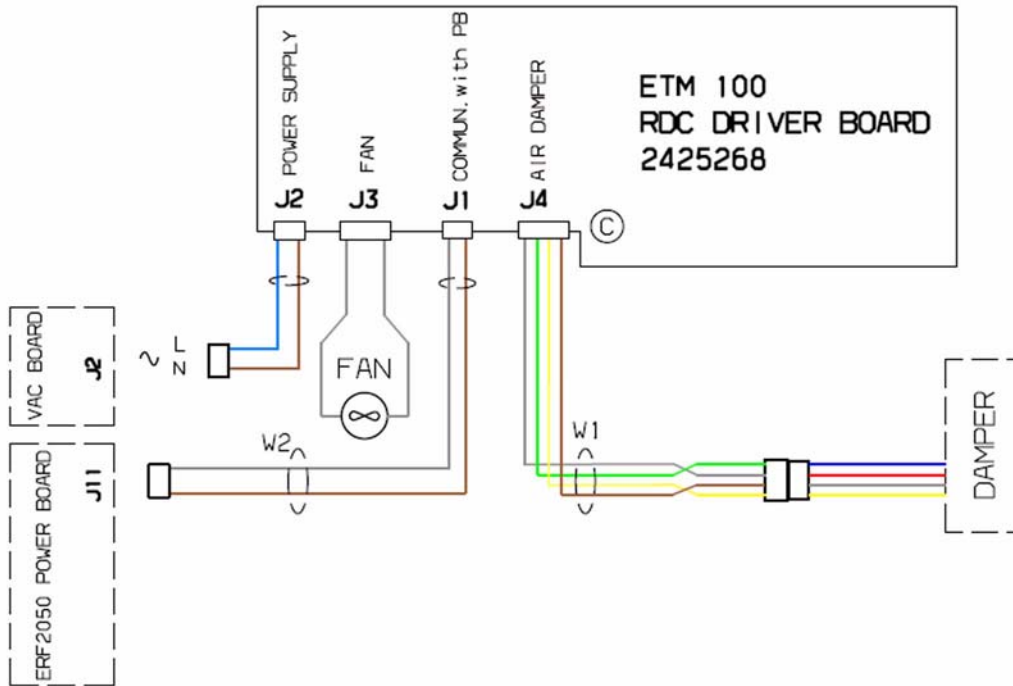 POWER SUPPLY
FAN
COMMUN. with PB
AIR DAMPER
ETM 100
RDC DRIVER BOARD
2425268
J2
J3
J1
J4
C
VAC BOARD
J2
~
L
N
FAN
ERF2050 POWER BOARD
J11
W2
W1
DAMPER